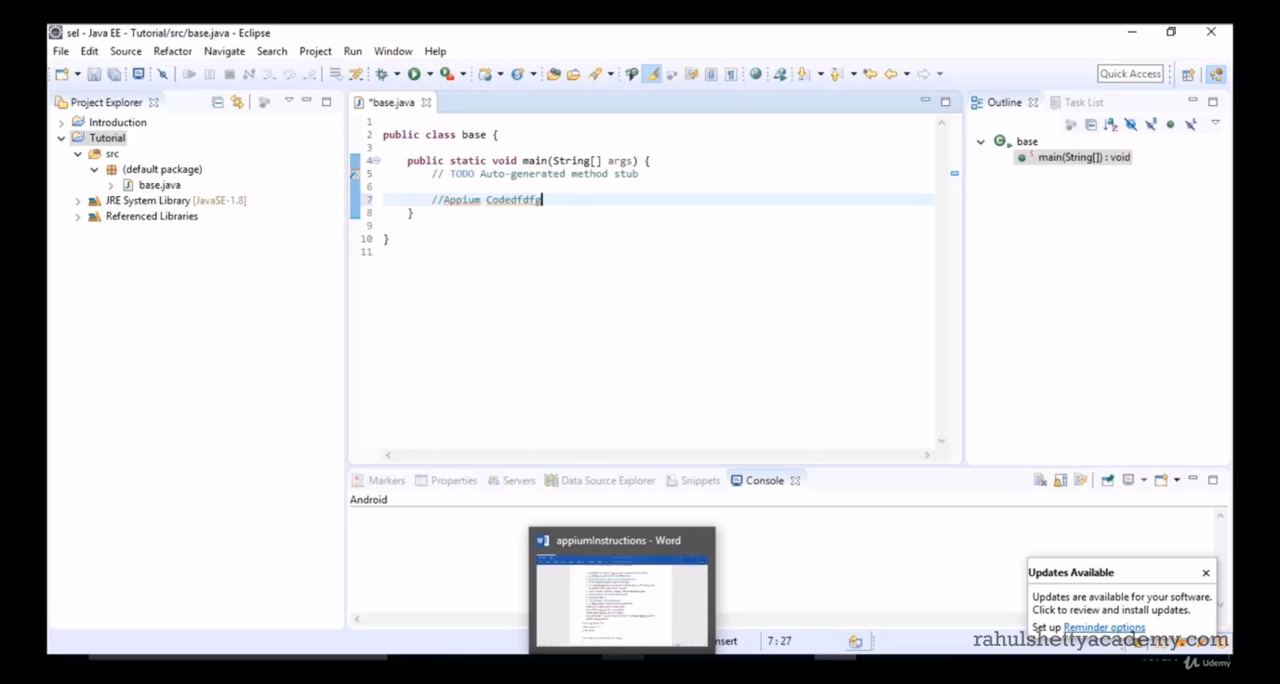 sel - Java EE - Tutorial/src/base.java - Eclipse
File Edit Source Refactor Navigate Search Project Run Window Help
Quick Access
Project Explorer
*base.java
Outline Task List
Introduction
Tutorial
src
(default package)
base.java
JRE System Library [JavaSE-1.8]
Referenced Libraries
1
2 public class base {
3
4 public static void main(String[] args) {
5 // TODO Auto-generated method stub
6
7 //Appium Codedfdfg
8 }
9
10 }
11
base
main(String[]) : void
Markers Properties Servers Data Source Explorer Snippets Console
Android
appiumInstructions - Word
Updates Available
Updates are available for your software.
Click to review and install updates.
Set up Reminder options
nsert 7 : 27
rahulshettyacademy.com
Udemy